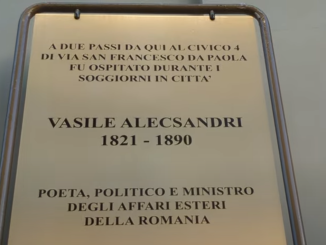 A DUE PASSI DA QUI AL CIVICO 4
DI VIA SAN FRANCESCO DA PAOLA
FU OSPITATO DURANTE I
SOGGIORNI IN CITTA'
VASILE ALECSANDRI
1821 - 1890
POETA, POLITICO E MINISTRO
DEGLI AFFARI ESTERI
DELLA ROMANIA